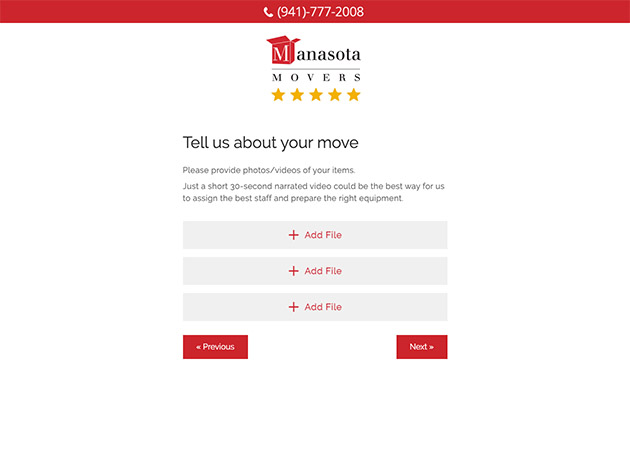 (941)-777-2008
Manasota
MOVERS
Tell us about your move
Please provide photos/videos of your items.
Just a short 30-second narrated video could be the best way for us
to assign the best staff and prepare the right equipment.
+ Add File
+ Add File
+ Add File
« Previous
Next »